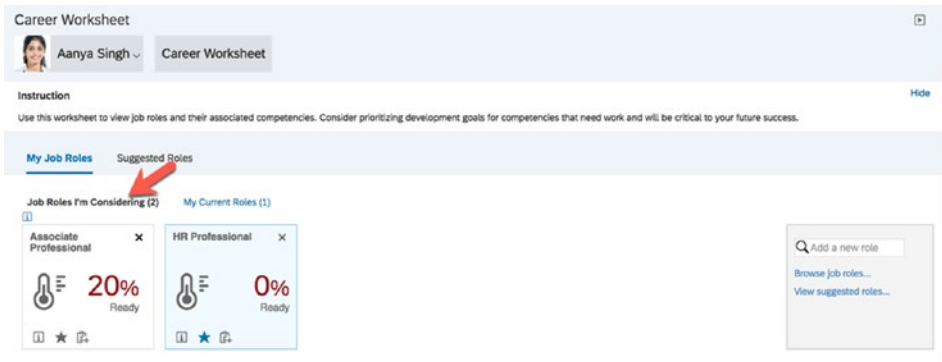 Career Worksheet
Aanya Singh
Career Worksheet
Instruction
Hide
Use this worksheet to view job roles and their associated competencies. Consider prioritizing development goals for competencies that need work and will be critical to your future success.
My Job Roles
Suggested Roles
Job Roles I'm Considering (2)
My Current Roles (1)
Associate
Professional
20%
Ready
HR Professional
0%
Ready
Add a new role
Browse job roles...
View suggested roles...